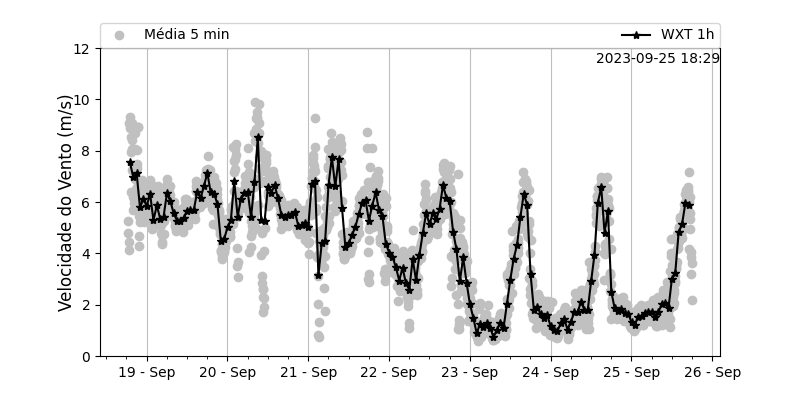 Média 5 min
WXT 1h
2023-09-25 18:29
Velocidade do Vento (m/s)
12
10
8
6
4
2
0
19 - Sep
20 - Sep
21 - Sep
22 - Sep
23 - Sep
24 - Sep
25 - Sep
26 - Sep